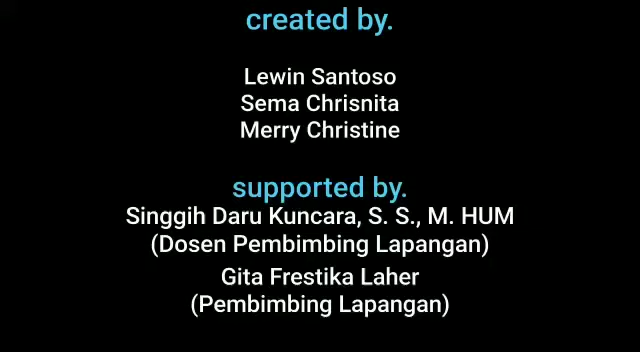 created by.
Lewin Santoso
Sema Chrisnita
Merry Christine
supported by.
Singgih Daru Kuncara, S. S., M. HUM
(Dosen Pembimbing Lapangan)
Gita Frestika Laher
(Pembimbing Lapangan)